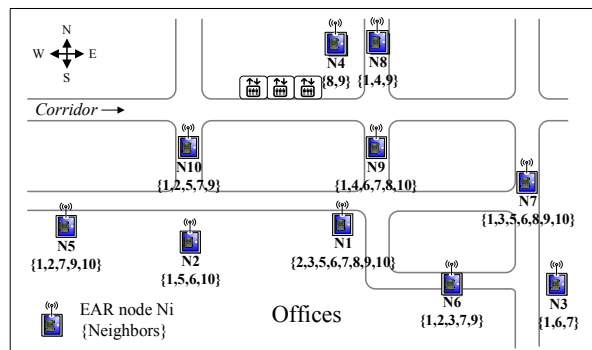 N
W E
S
N4
{8,9}
N8
{1,4,9}
Corridor
N10
{1,2,5,7,9}
N9
{1,4,6,7,8,10}
N7
{1,3,5,6,8,9,10}
N5
{1,2,7,9,10}
N2
{1,5,6,10}
N1
{2,3,5,6,7,8,9,10}
N6
{1,2,3,7,9}
N3
{1,6,7}
EAR node Ni
{Neighbors}
Offices